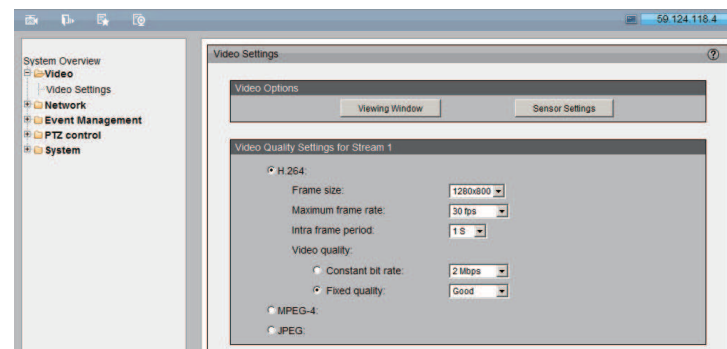 59.124.118.4
System Overview
Video
Video Settings
Network
Event Management
PTZ control
System
Video Settings
Video Options
Viewing Window Sensor Settings
Video Quality Settings for Stream 1
H.264:
Frame size: 1280x800
Maximum frame rate: 30 fps
Intra frame period: 1 S
Video quality:
Constant bit rate: 2 Mbps
Fixed quality: Good
MPEG-4:
JPEG: